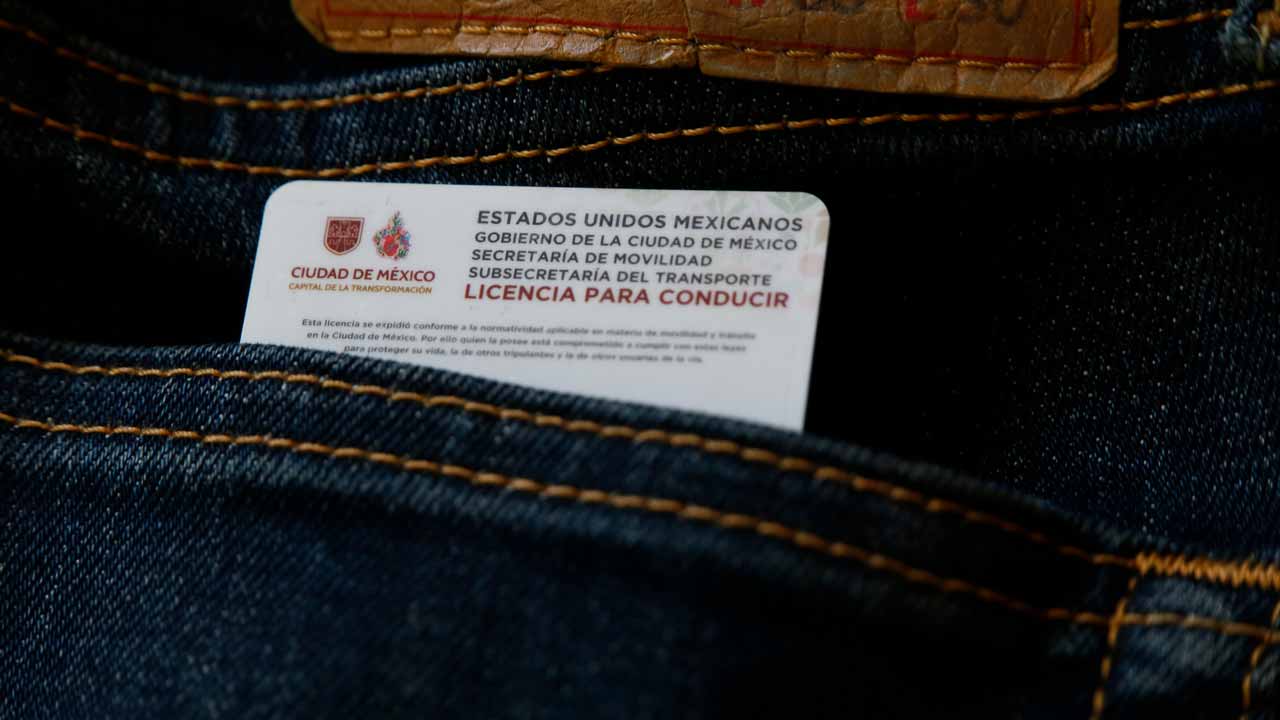 CIUDAD DE MÉXICO
CAPITAL DE LA TRANSFORMACIÓN
ESTADOS UNIDOS MEXICANOS
GOBIERNO DE LA CIUDAD DE MÉXICO
SECRETARÍA DE MOVILIDAD
SUBSECRETARÍA DEL TRANSPORTE
LICENCIA PARA CONDUCIR
Esta licencia se expidió conforme a la normatividad aplicable en materia de movilidad y tránsito
en la Ciudad de México. Por ello quien la posee está comprometido a cumplir con estas leyes
para proteger su vida, la de otros tripulantes y la de otros usuarios de la vía.